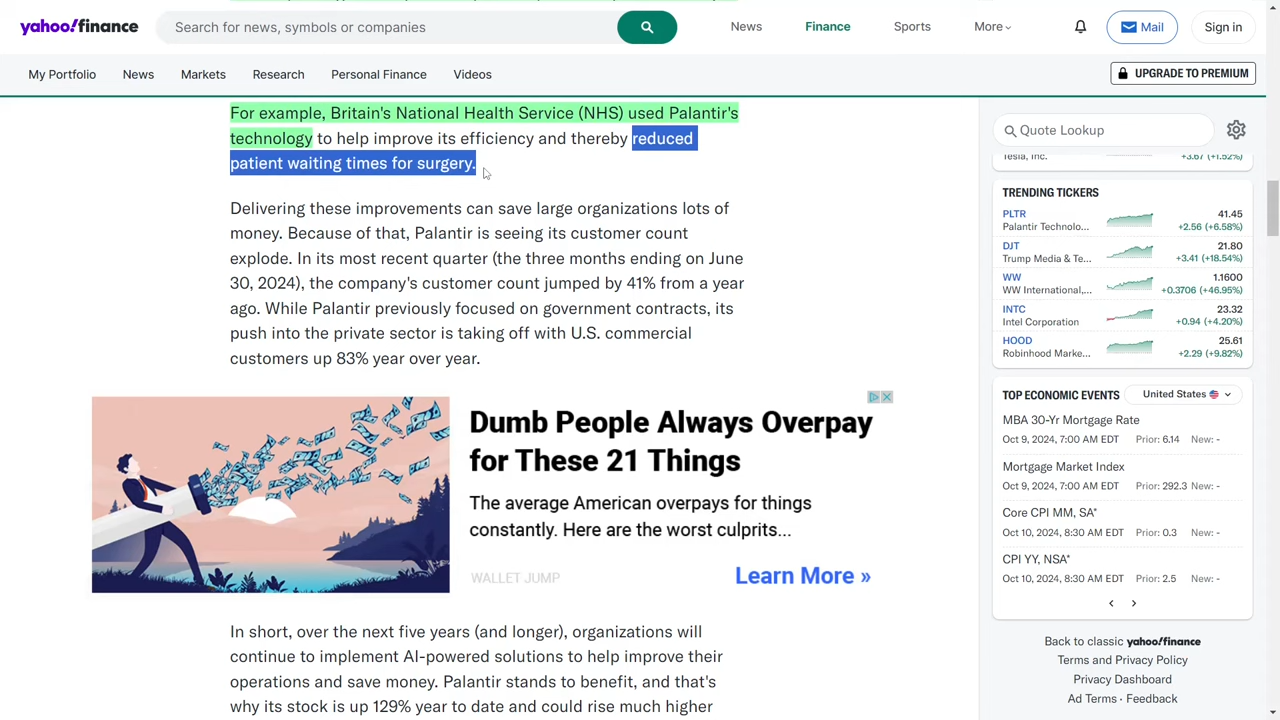 yahoo!finance
Search for news, symbols or companies
News
Finance
Sports
More
Mail
Sign in
My Portfolio
News
Markets
Research
Personal Finance
Videos
UPGRADE TO PREMIUM
For example, Britain's National Health Service (NHS) used Palantir's
technology to help improve its efficiency and thereby reduced
patient waiting times for surgery.
Delivering these improvements can save large organizations lots of
money. Because of that, Palantir is seeing its customer count
explode. In its most recent quarter (the three months ending on June
30, 2024), the company's customer count jumped by 41% from a year
ago. While Palantir previously focused on government contracts, its
push into the private sector is taking off with U.S. commercial
customers up 83% year over year.
Dumb People Always Overpay
for These 21 Things
The average American overpays for things
constantly. Here are the worst culprits...
WALLET JUMP
Learn More »
In short, over the next five years (and longer), organizations will
continue to implement AI-powered solutions to help improve their
operations and save money. Palantir stands to benefit, and that's
why its stock is up 129% year to date and could rise much higher
Quote Lookup
Tesla, Inc. +3.67 (+1.52%)
TRENDING TICKERS
PLTR 41.45
Palantir Technolo... +2.56 (+6.58%)
DJT 21.80
Trump Media & Te... +3.41 (+18.54%)
WW 1.1600
WW International,... +0.3706 (+46.95%)
INTC 23.32
Intel Corporation +0.94 (+4.20%)
HOOD 25.61
Robinhood Marke... +2.29 (+9.82%)
TOP ECONOMIC EVENTS United States
MBA 30-Yr Mortgage Rate
Oct 9, 2024, 7:00 AM EDT Prior: 6.14 New: -
Mortgage Market Index
Oct 9, 2024, 7:00 AM EDT Prior: 292.3 New: -
Core CPI MM, SA*
Oct 10, 2024, 8:30 AM EDT Prior: 0.3 New: -
CPI YY, NSA*
Oct 10, 2024, 8:30 AM EDT Prior: 2.5 New: -
Back to classic yahoo!finance
Terms and Privacy Policy
Privacy Dashboard
Ad Terms · Feedback